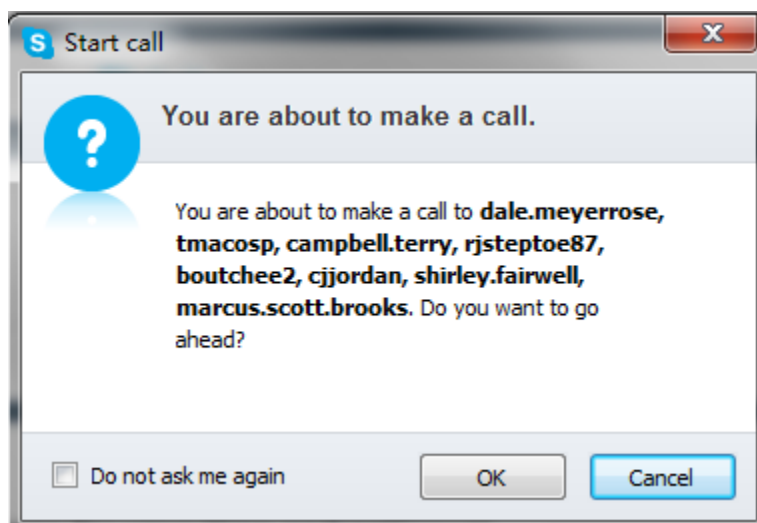 Start call
You are about to make a call.
You are about to make a call to dale.meyerrose,
tmacosp, campbell.terry, rjsteptoe87,
boutchee2, cjjordan, shirley.fairwell,
marcus.scott.brooks. Do you want to go
ahead?
Do not ask me again
OK
Cancel